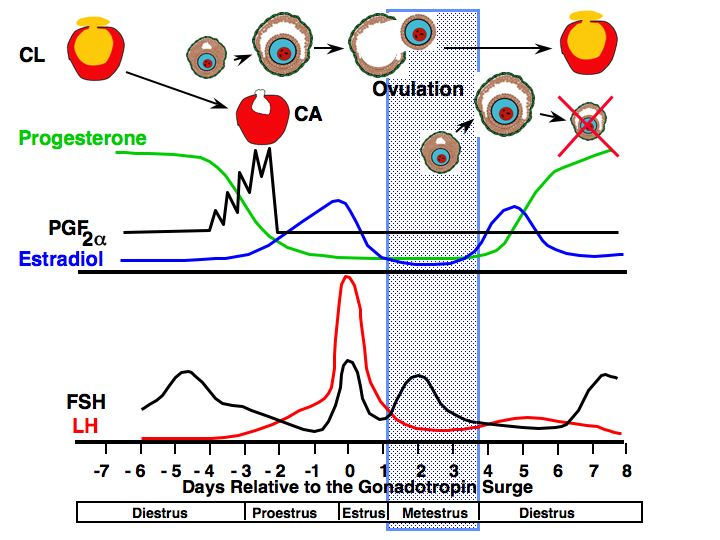 CL
Ovulation
CA
Progesterone
PGF2α
Estradiol
FSH
LH
-7 - 6 - 5 - 4 - 3 - 2 -1 0 1 2 3 4 5 6 7 8
Days Relative to the Gonadotropin Surge
Diestrus Proestrus Estrus Metestrus Diestrus